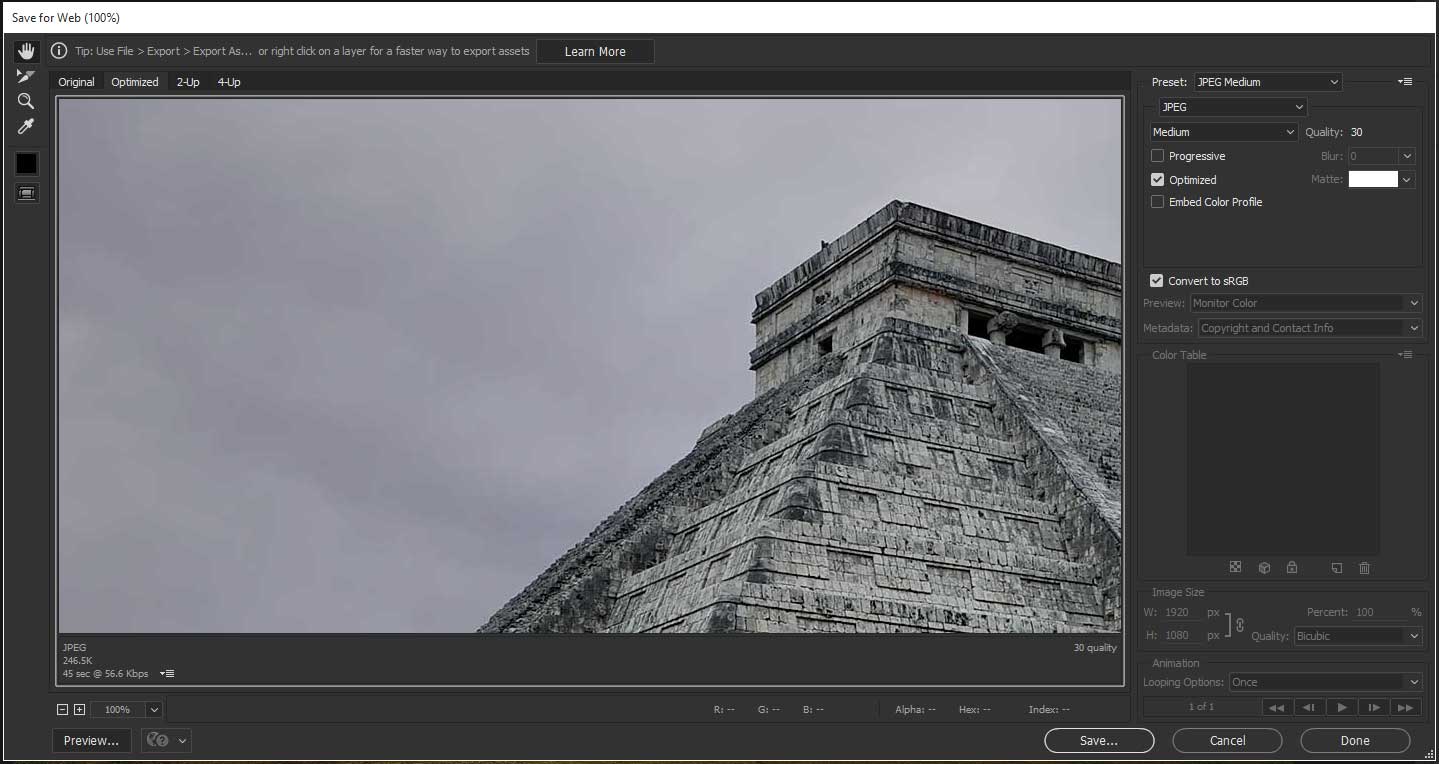 Save for Web (100%)
Tip: Use File > Export > Export As... or right click on a layer for a faster way to export assets
Learn More
Original Optimized 2-Up 4-Up
Preset: JPEG Medium
JPEG
Medium Quality: 30
Progressive Blur: 0
Optimized Matte:
Embed Color Profile
Convert to sRGB
Preview: Monitor Color
Metadata: Copyright and Contact Info
Color Table
Image Size
W: 1920 px Percent: 100 %
H: 1080 px Quality: Bicubic
Animation
Looping Options: Once
1 of 1
JPEG 30 quality
246.5K
45 sec @ 56.6 Kbps
100% R: -- G: -- B: -- Alpha: -- Hex: -- Index: --
Preview... Save... Cancel Done